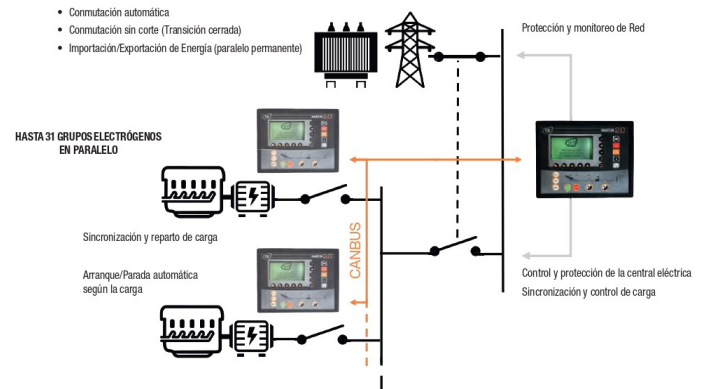 • Conmutación automática
• Conmutación sin corte (Transición cerrada)
• Importación/Exportación de Energía (paralelo permanente)
Protección y monitoreo de Red
HASTA 31 GRUPOS ELECTRÓGENOS
EN PARALELO
Sincronización y reparto de carga
CANBUS
Arranque/Parada automática
según la carga
Control y protección de la central eléctrica
Sincronización y control de carga